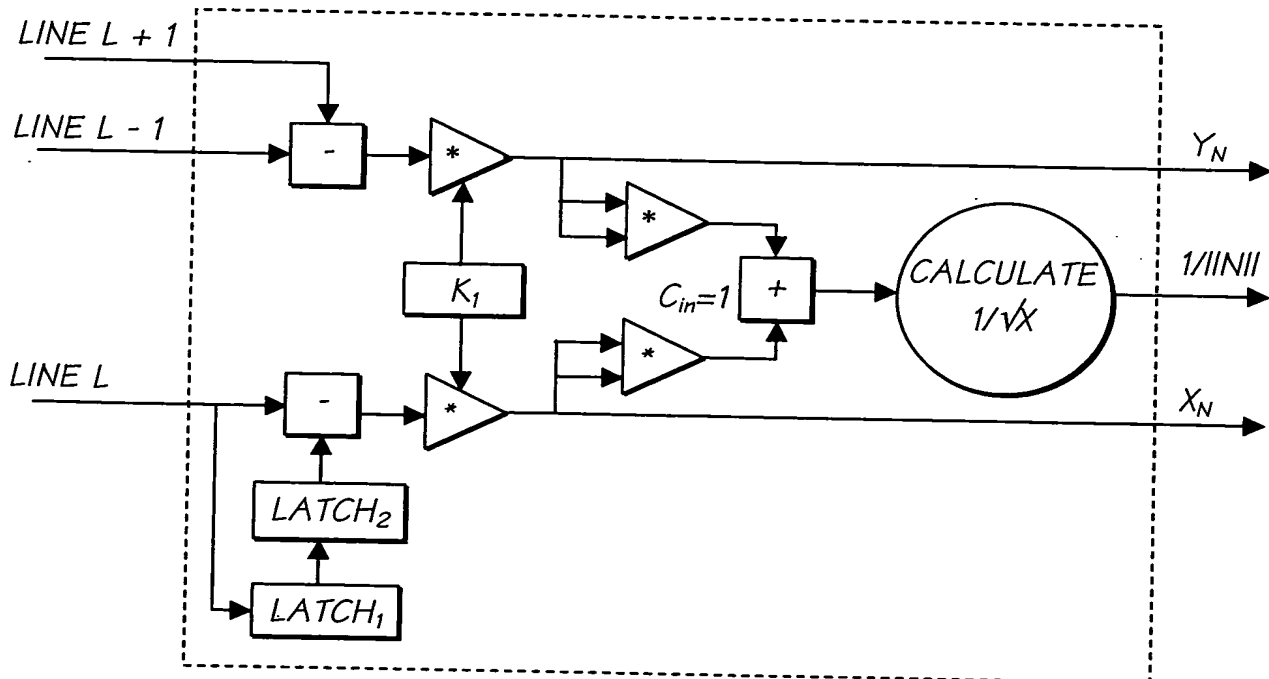 LINE L + 1
LINE L - 1
-
*
Y_N
*
CALCULATE
1/√X
1/||N||
K_1
C_in=1
+
*
LINE L
-
*
X_N
LATCH_2
LATCH_1